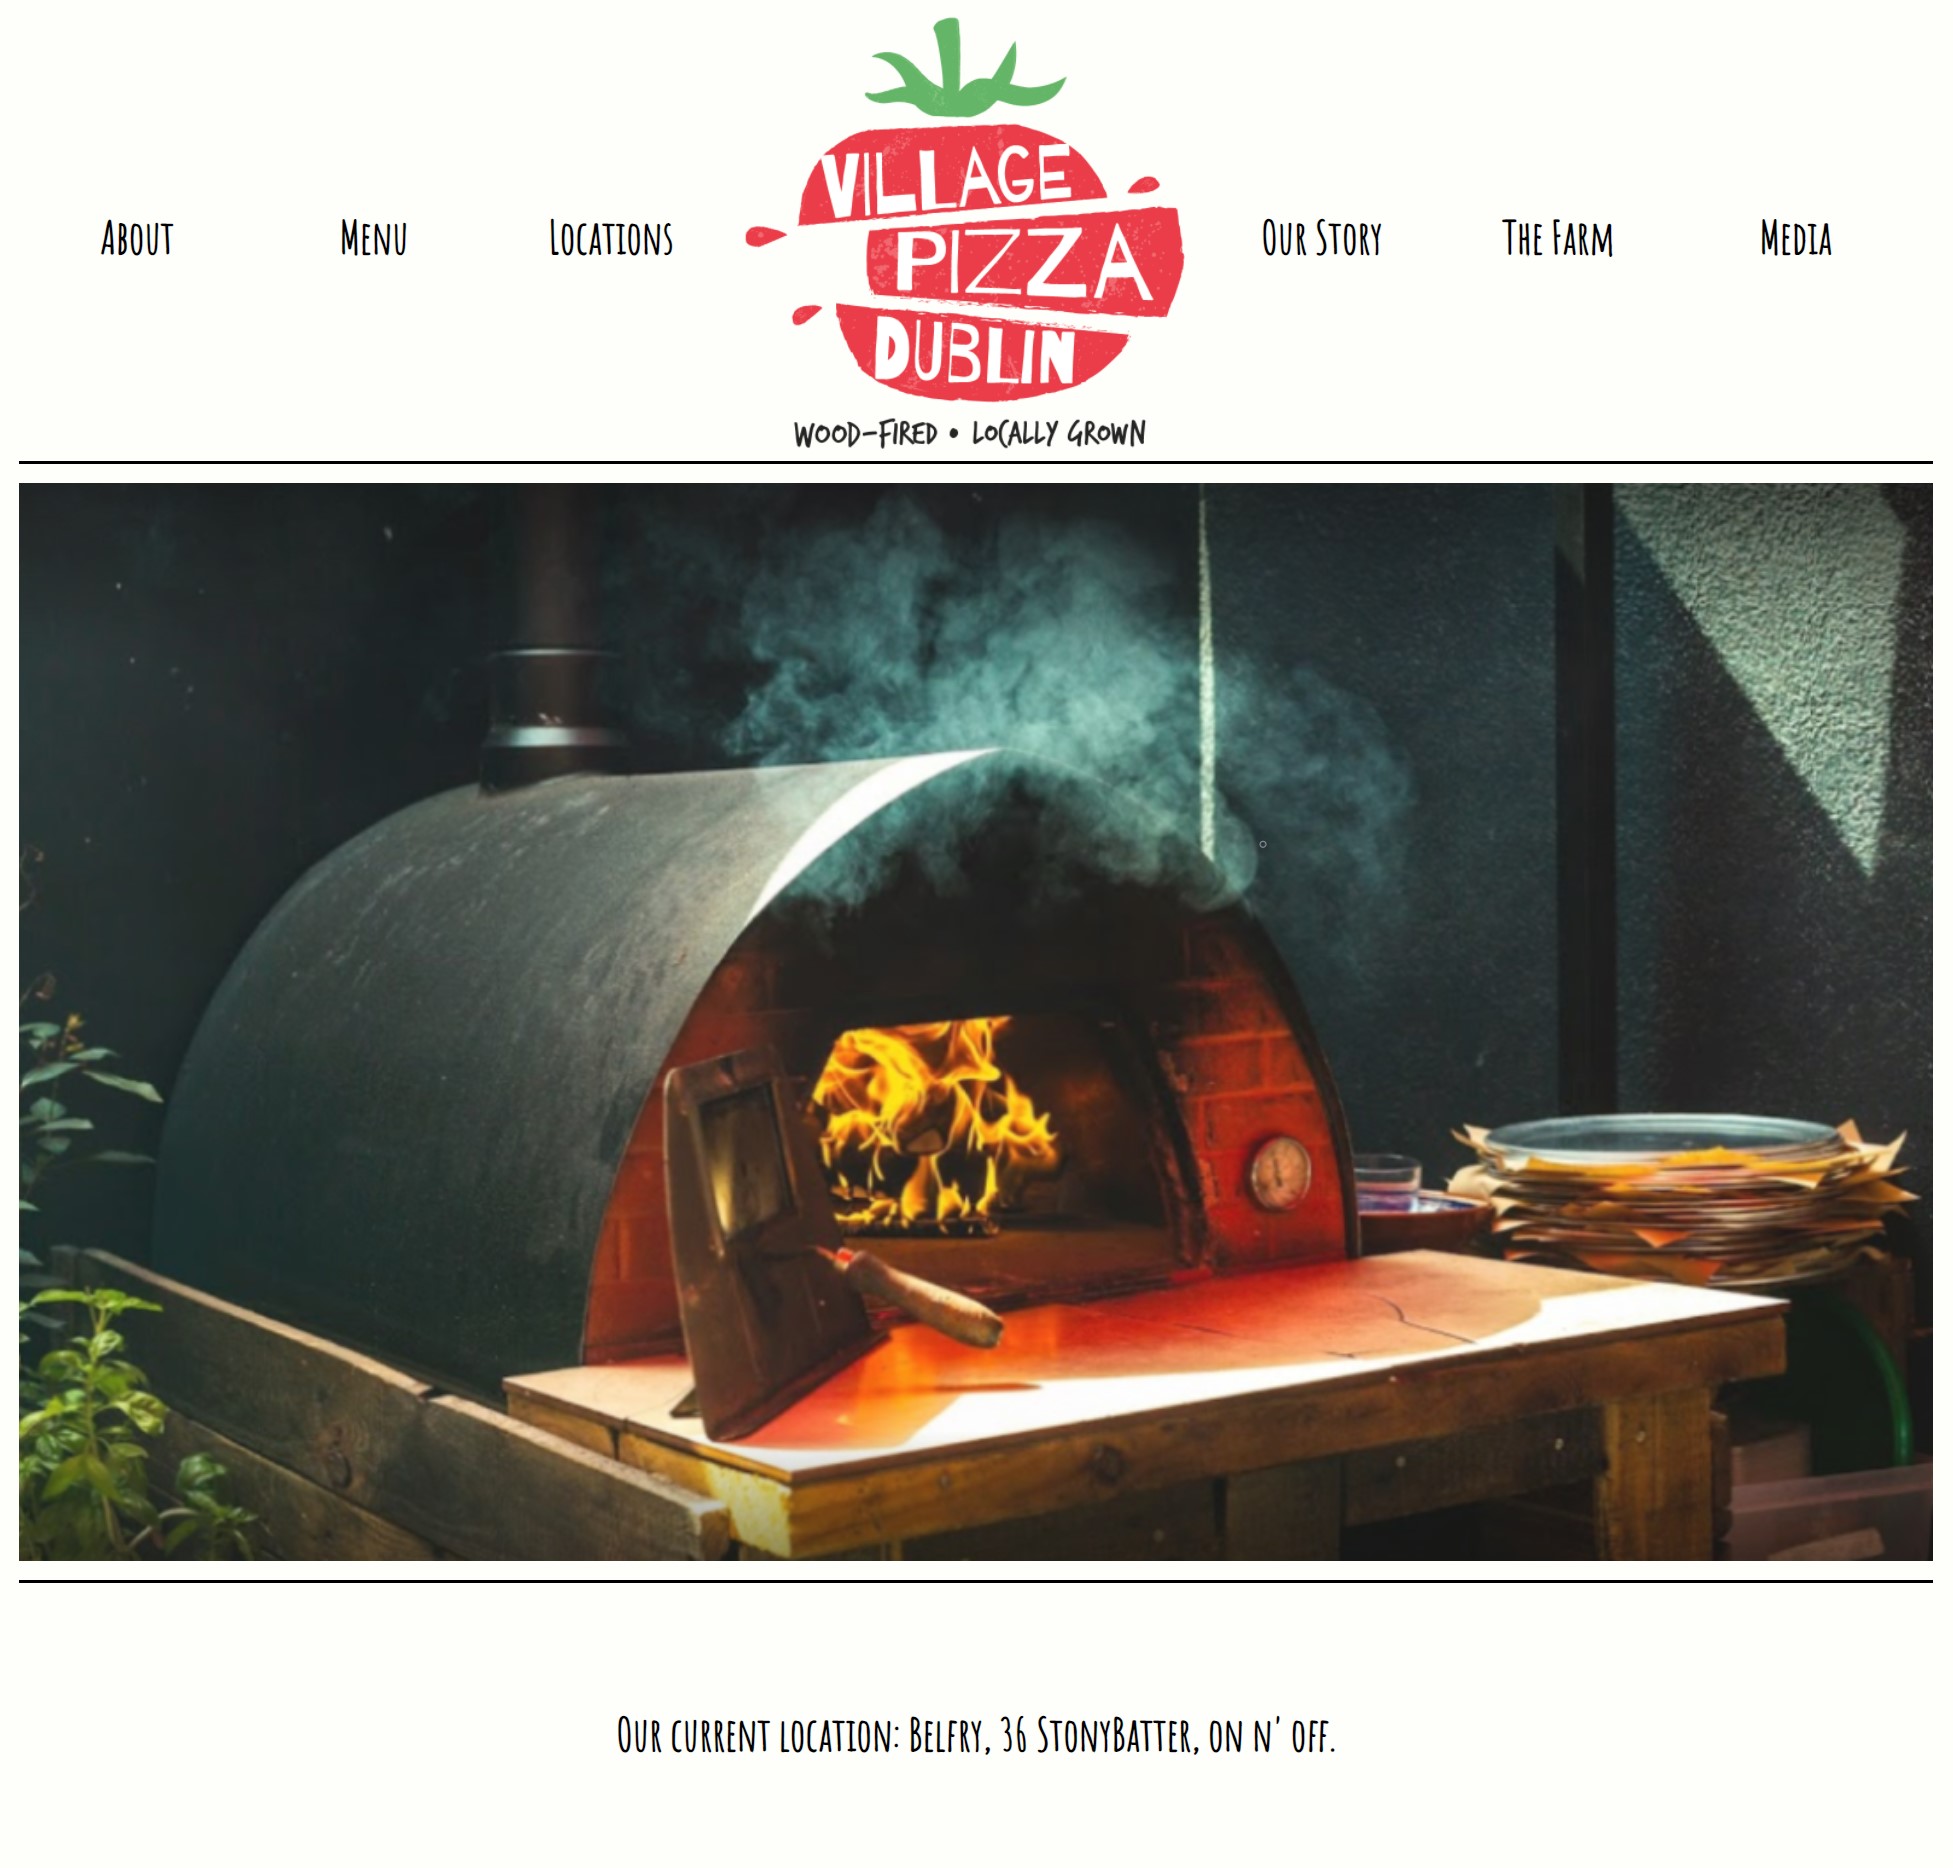 About
Menu
Locations
VILLAGE
PIZZA
DUBLIN
WOOD-FIRED • LOCALLY GROWN
Our Story
The Farm
Media
Our current location: Belfry, 36 StonyBatter, on n' off.